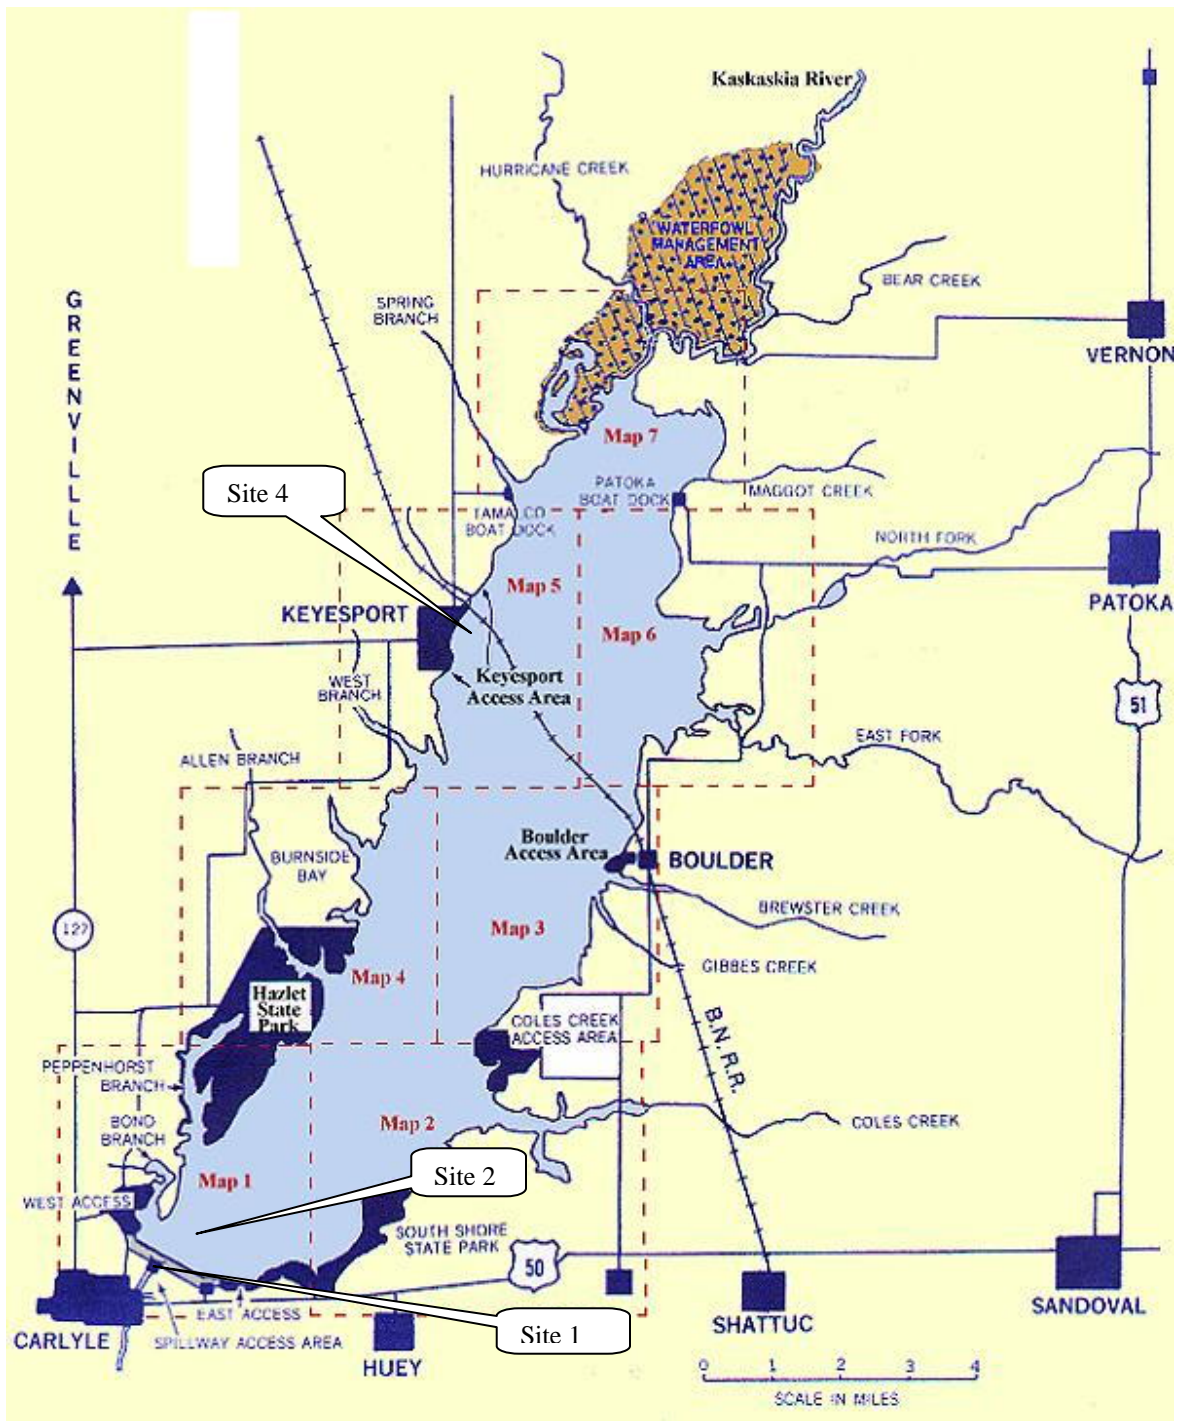 Kaskaskia River
HURRICANE CREEK
WATERFOWL
MANAGEMENT
AREA
BEAR CREEK
GREENVILLE
SPRING
BRANCH
VERNON
Map 7
Site 4
PATOKA
BOAT DOCK
MAGGOT CREEK
TAMALCO
BOAT DOCK
NORTH FORK
Map 5
KEYESPORT
Map 6
PATOKA
Keyesport
Access Area
WEST
BRANCH
51
EAST FORK
ALLEN BRANCH
Boulder
Access Area
BOULDER
BURNSIDE
BAY
BREWSTER CREEK
127
Map 3
GIBBES CREEK
Map 4
Hazlet
State
Park
COLES CREEK
ACCESS AREA
B.N. R.R.
PEPPENHORST
BRANCH
BOND
BRANCH
Map 2
COLES CREEK
Site 2
Map 1
WEST ACCESS
SOUTH SHORE
STATE PARK
50
EAST ACCESS
SANDOVAL
CARLYLE
SPILLWAY ACCESS AREA
Site 1
SHATTUC
HUEY
0 1 2 3 4
SCALE IN MILES